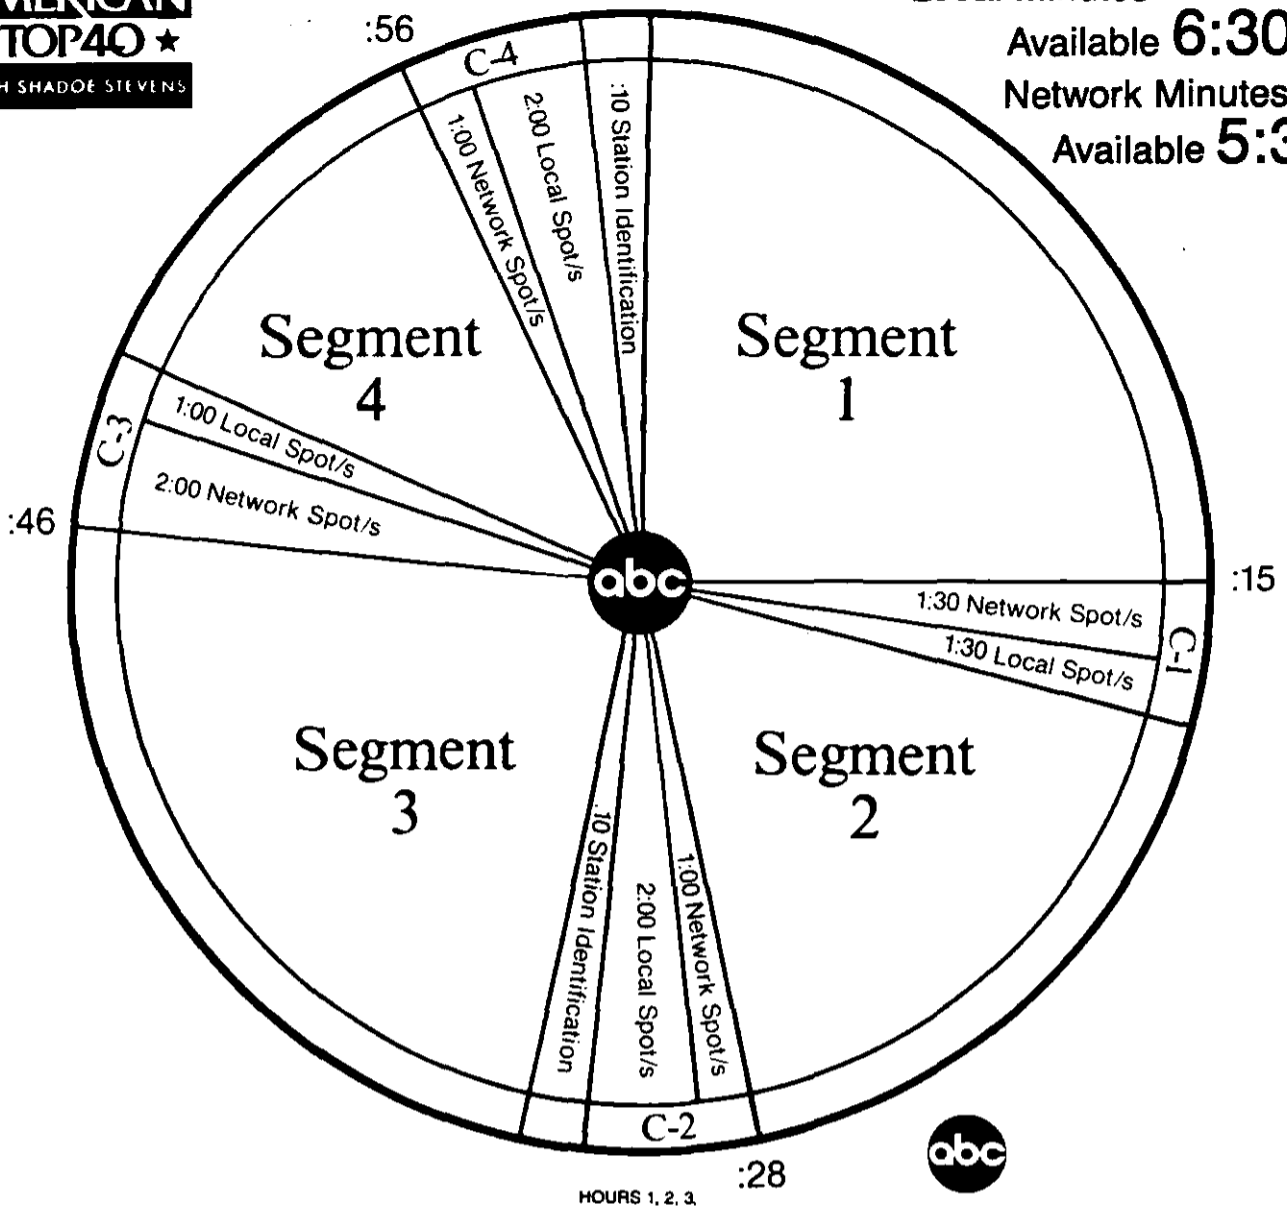 TOP40 ★
SHADOE STEVENS
Available 6:30
Network Minutes
Available
:56
C-4
1:00 Network Spot/s
2:00 Local Spot/s
:10 Station Identification
Segment
4
Segment
1
C-3
1:00 Local Spot/s
2:00 Network Spot/s
:46
abc
:15
1:30 Network Spot/s
1:30 Local Spot/s
C-1
Segment
3
Segment
2
.10 Station Identification
2:00 Local Spot/s
1:00 Network Spot/s
C-2
:28
abc
HOURS 1, 2, 3,